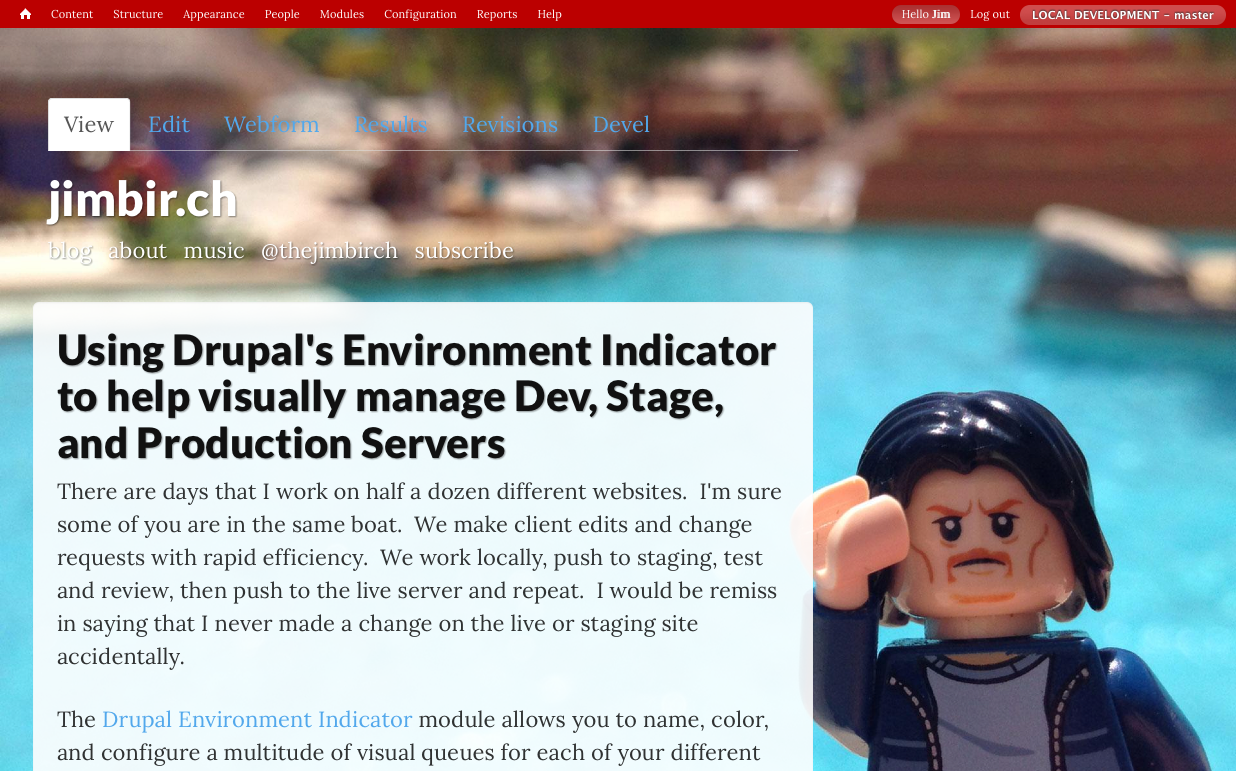 Content Structure Appearance People Modules Configuration Reports Help Hello Jim Log out LOCAL DEVELOPMENT - master
View Edit Webform Results Revisions Devel
jimbir.ch
blog about music @thejimbirch subscribe
Using Drupal's Environment Indicator
to help visually manage Dev, Stage,
and Production Servers
There are days that I work on half a dozen different websites.  I'm sure
some of you are in the same boat.  We make client edits and change
requests with rapid efficiency.  We work locally, push to staging, test
and review, then push to the live server and repeat.  I would be remiss
in saying that I never made a change on the live or staging site
accidentally.
The Drupal Environment Indicator module allows you to name, color,
and configure a multitude of visual queues for each of your different